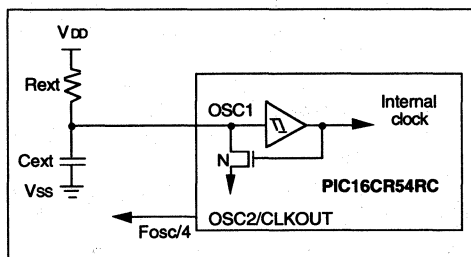 VDD
Rext
Cext
VSS
OSC1
N
Internal
clock
PIC16CR54RC
Fosc/4
OSC2/CLKOUT